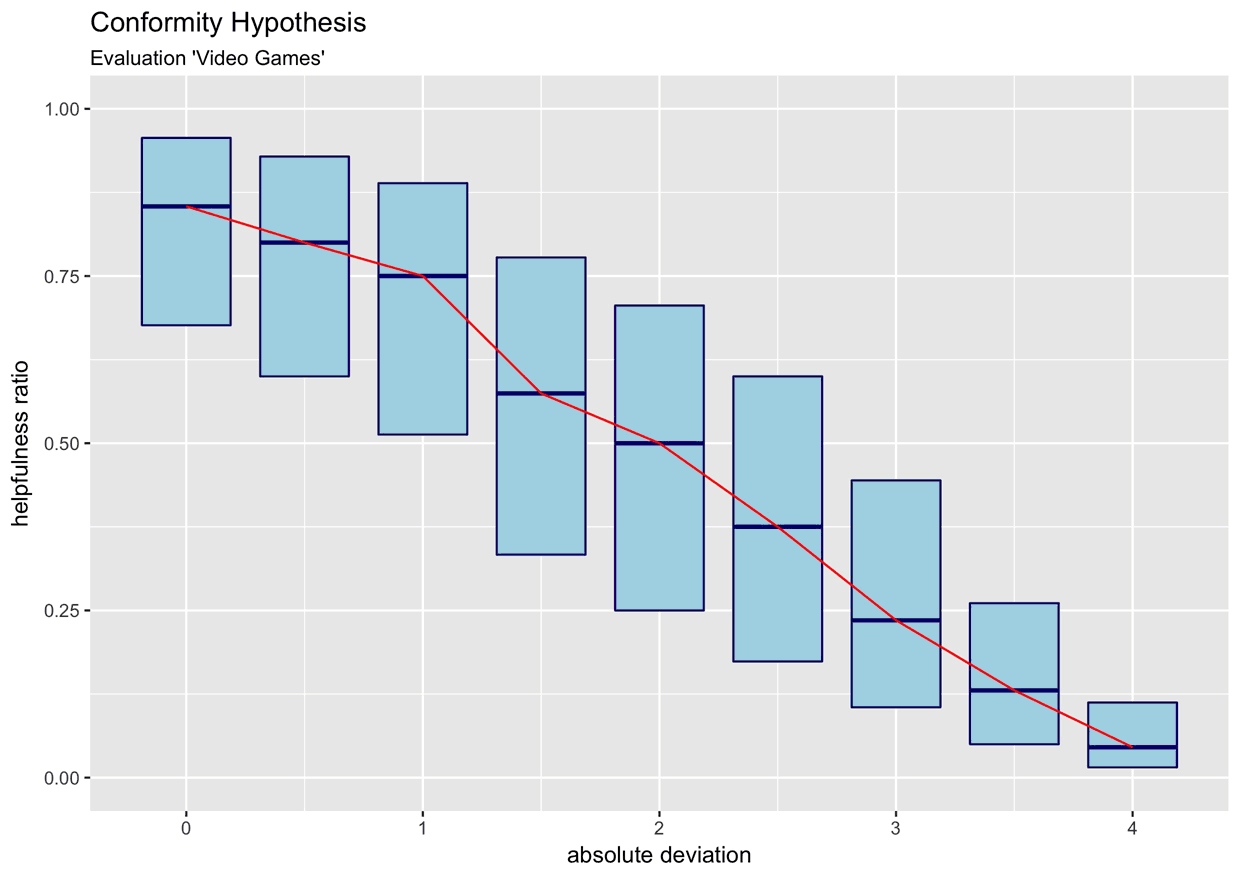 Conformity Hypothesis
Evaluation 'Video Games'
1.00
0.75
0.50
0.25
0.00
helpfulness ratio
0 1 2 3 4
absolute deviation